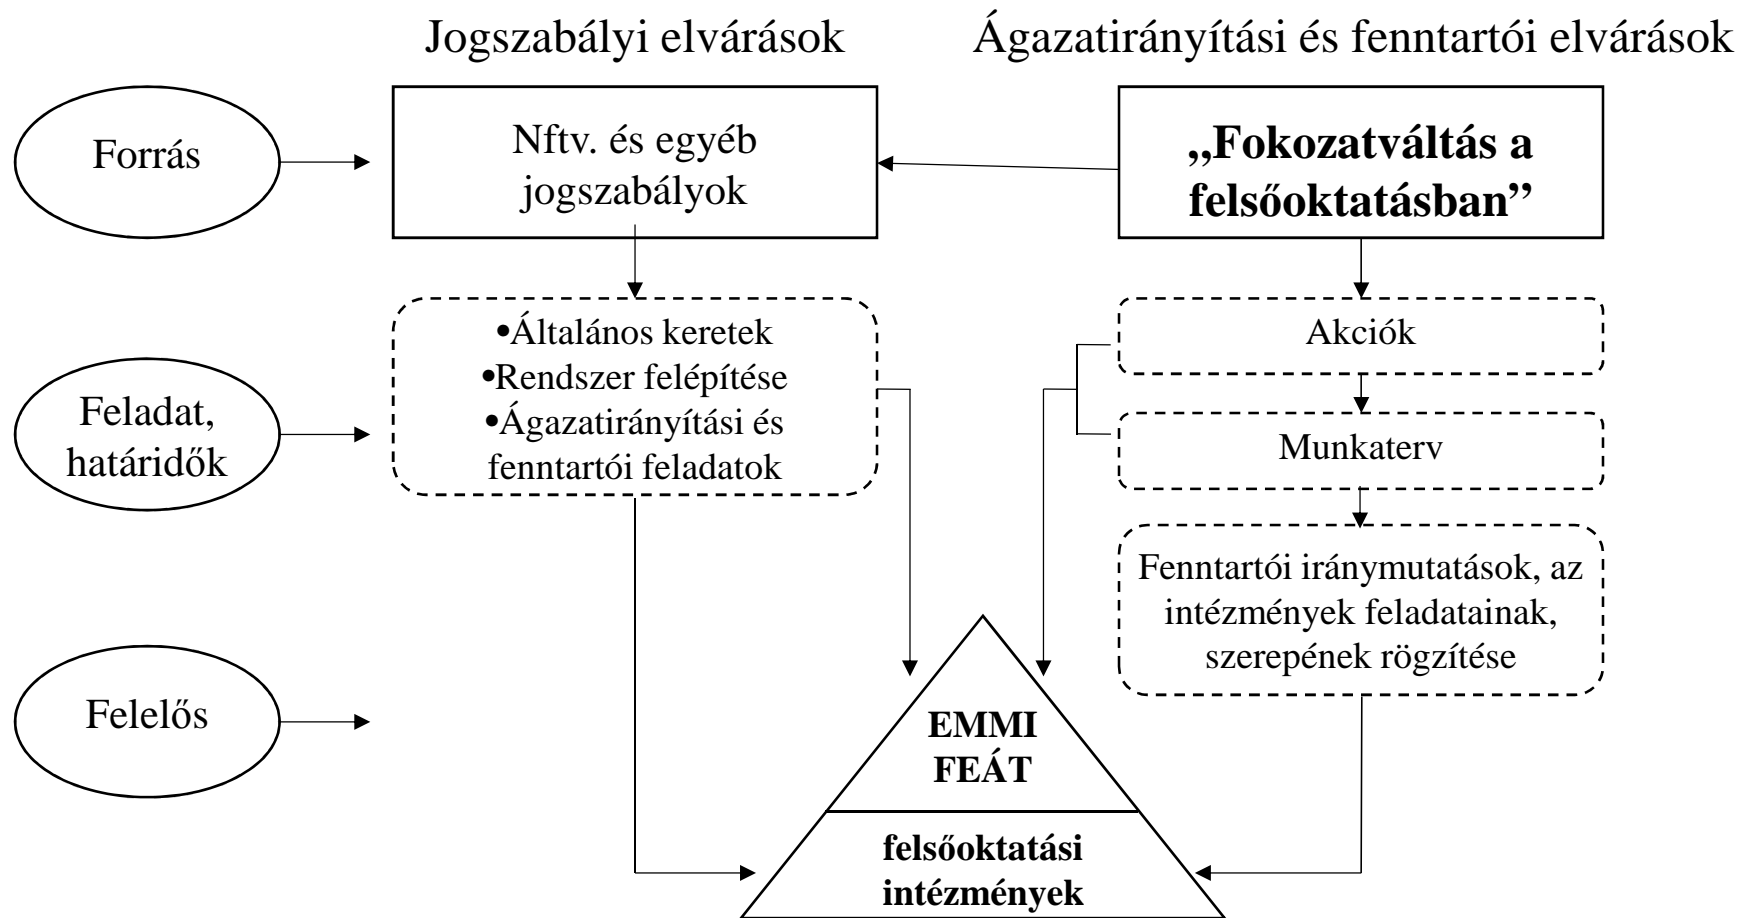 Jogszabályi elvárások
Ágazatirányítási és fenntartói elvárások
Forrás
Nftv. és egyéb
jogszabályok
„Fokozatváltás a
felsőoktatásban”
Feladat,
határidők
•Általános keretek
•Rendszer felépítése
•Ágazatirányítási és
fenntartói feladatok
Akciók
Munkaterv
Fenntartói iránymutatások, az
intézmények feladatainak,
szerepének rögzítése
Felelős
EMMI
FEÁT
felsőoktatási
intézmények